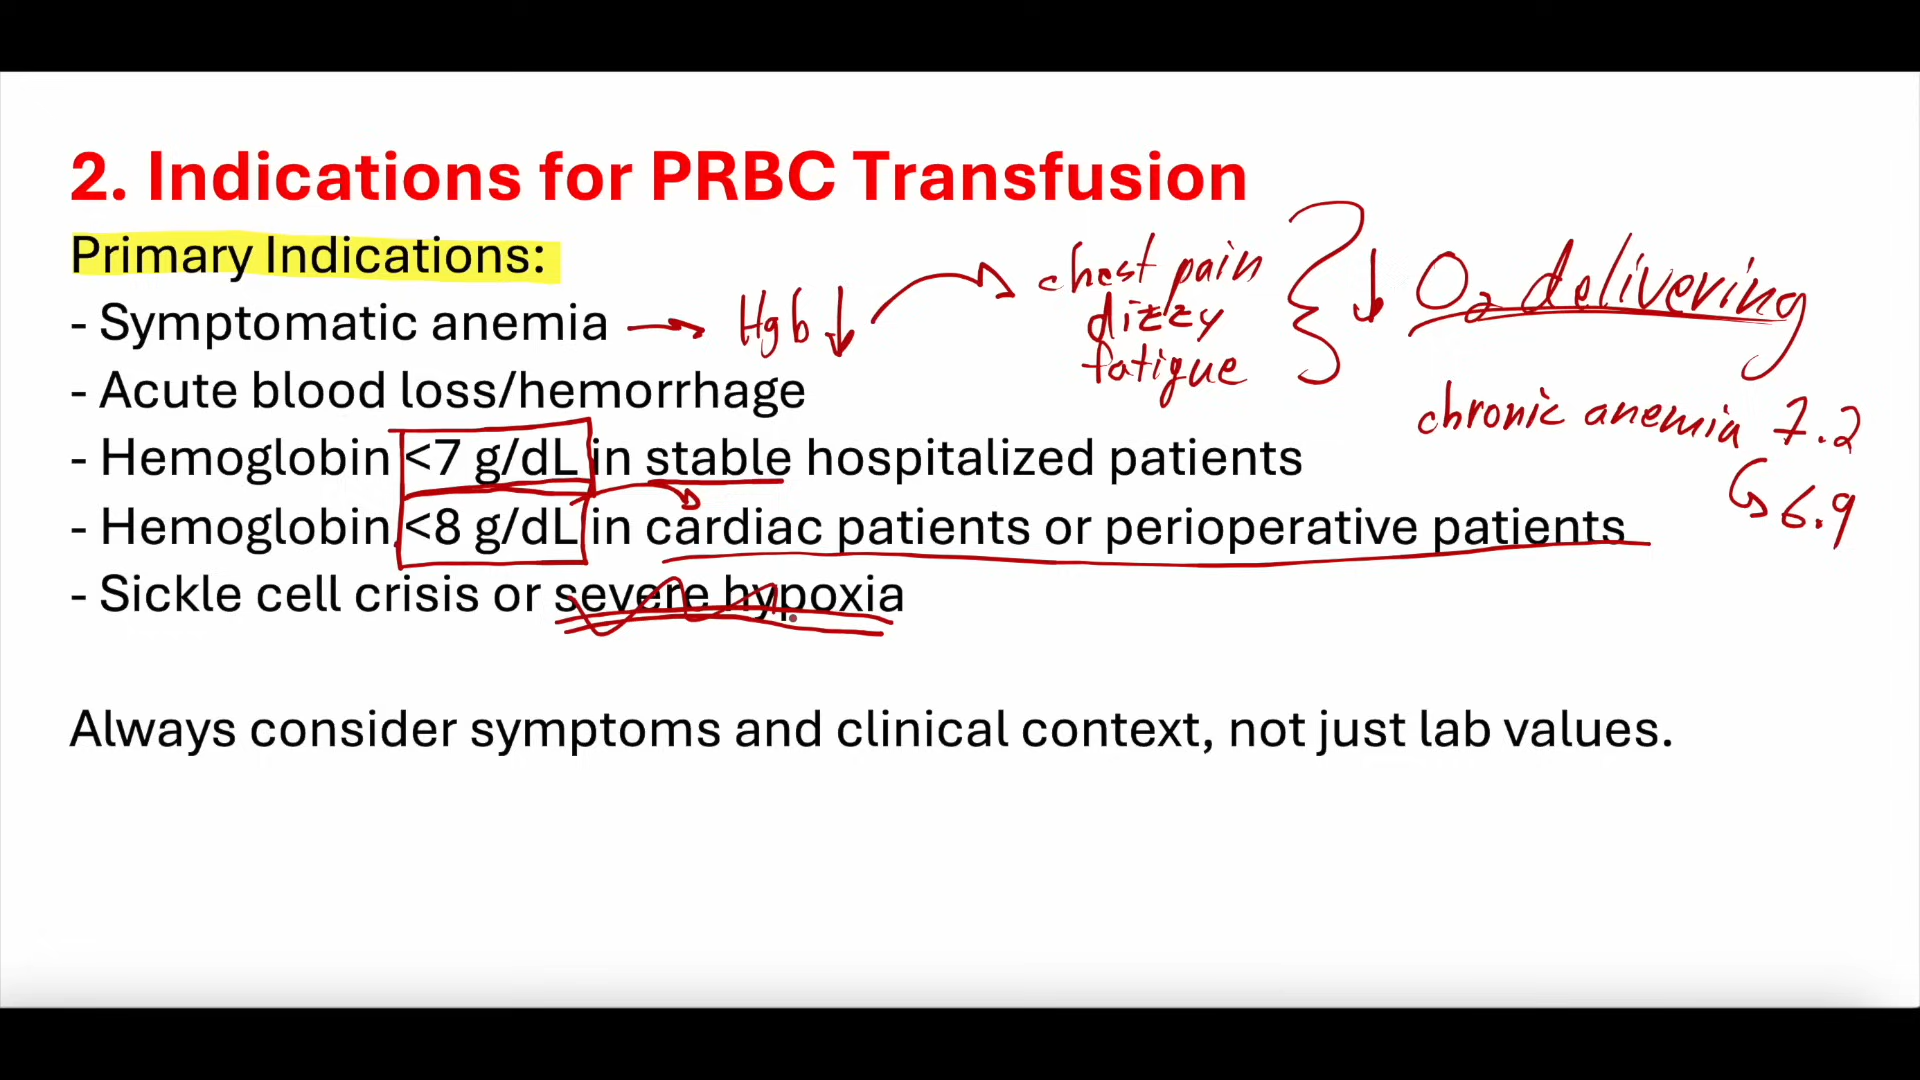 2. Indications for PRBC Transfusion
Primary Indications:
- Symptomatic anemia → Hgb ↓
chest pain
dizzy
fatigue
↓ O2 delivering
- Acute blood loss/hemorrhage
chronic anemia 7.2
6.9
- Hemoglobin <7 g/dL in stable hospitalized patients
- Hemoglobin <8 g/dL in cardiac patients or perioperative patients
- Sickle cell crisis or severe hypoxia
Always consider symptoms and clinical context, not just lab values.